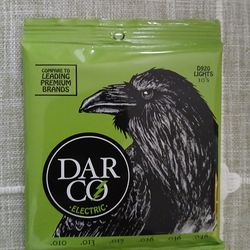 COMPARE TO
LEADING
PREMIUM
BRANDS
D920
LIGHTS
10's
DAR
CO
• ELECTRIC •
.010 .013 .017 .026 .036 .046